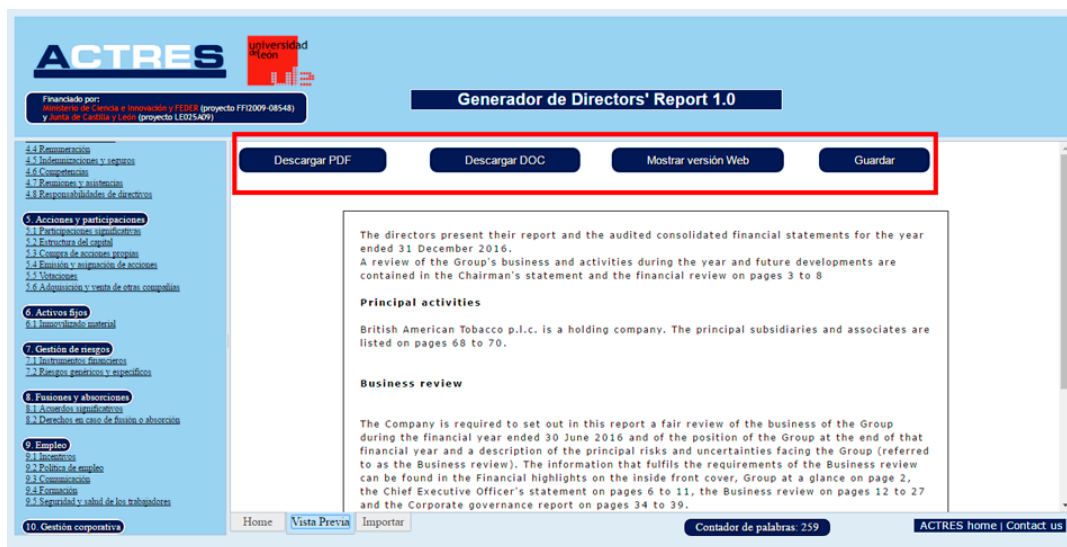 ACTRES
universidad
de león
Financiado por:
Ministerio de Ciencia e Innovación y FEDER (proyecto FFI2009-08548)
y Junta de Castilla y León (proyecto LE025A09)
Generador de Directors' Report 1.0
4.4 Remuneración
4.5 Indemnizaciones y seguros
4.6 Competencias
4.7 Reuniones y asistencias
4.8 Responsabilidades de directivos
5. Acciones y participaciones
5.1 Participaciones significativas
5.2 Estructura del capital
5.3 Compra de acciones propias
5.4 Emisión y asignación de acciones
5.5 Votaciones
5.6 Adquisición y venta de otras compañías
6. Activos fijos
6.1 Inmovilizado material
7. Gestión de riesgos
7.1 Instrumentos financieros
7.2 Riesgos genéricos y específicos
8. Fusiones y absorciones
8.1 Acuerdos significativos
8.2 Derechos en caso de fusión o absorción
9. Empleo
9.1 Incentivos
9.2 Política de empleo
9.3 Comunicación
9.4 Formación
9.5 Seguridad y salud de los trabajadores
10. Gestión corporativa
Descargar PDF
Descargar DOC
Mostrar versión Web
Guardar
The directors present their report and the audited consolidated financial statements for the year
ended 31 December 2016.
A review of the Group's business and activities during the year and future developments are
contained in the Chairman's statement and the financial review on pages 3 to 8
Principal activities
British American Tobacco p.l.c. is a holding company. The principal subsidiaries and associates are
listed on pages 68 to 70.
Business review
The Company is required to set out in this report a fair review of the business of the Group
during the financial year ended 30 June 2016 and of the position of the Group at the end of that
financial year and a description of the principal risks and uncertainties facing the Group (referred
to as the Business review). The information that fulfils the requirements of the Business review
can be found in the Financial highlights on the inside front cover, Group at a glance on page 2,
the Chief Executive Officer's statement on pages 6 to 11, the Business review on pages 12 to 27
and the Corporate governance report on pages 34 to 39.
Home
Vista Previa
Importar
Contador de palabras: 259
ACTRES home | Contact us